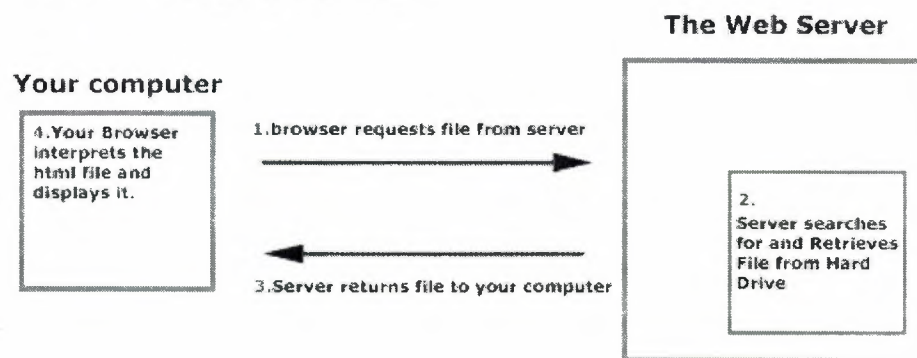 The Web Server
Your computer
4.Your Browser
interprets the
html file and
displays it.
1.browser requests file from server
2.
Server searches
for and Retrieves
File from Hard
Drive
3.Server returns file to your computer